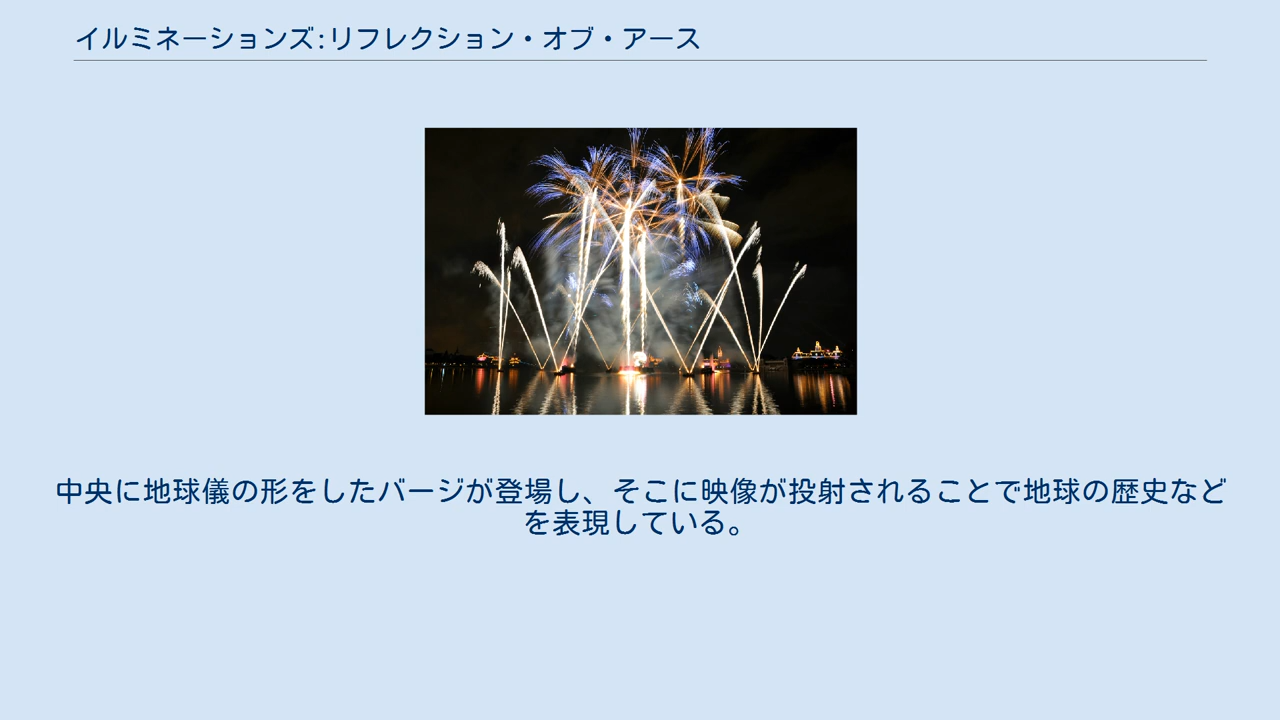 イルミネーションズ:リフレクション・オブ・アース
中央に地球儀の形をしたバージが登場し、そこに映像が投射されることで地球の歴史など
を表現している。